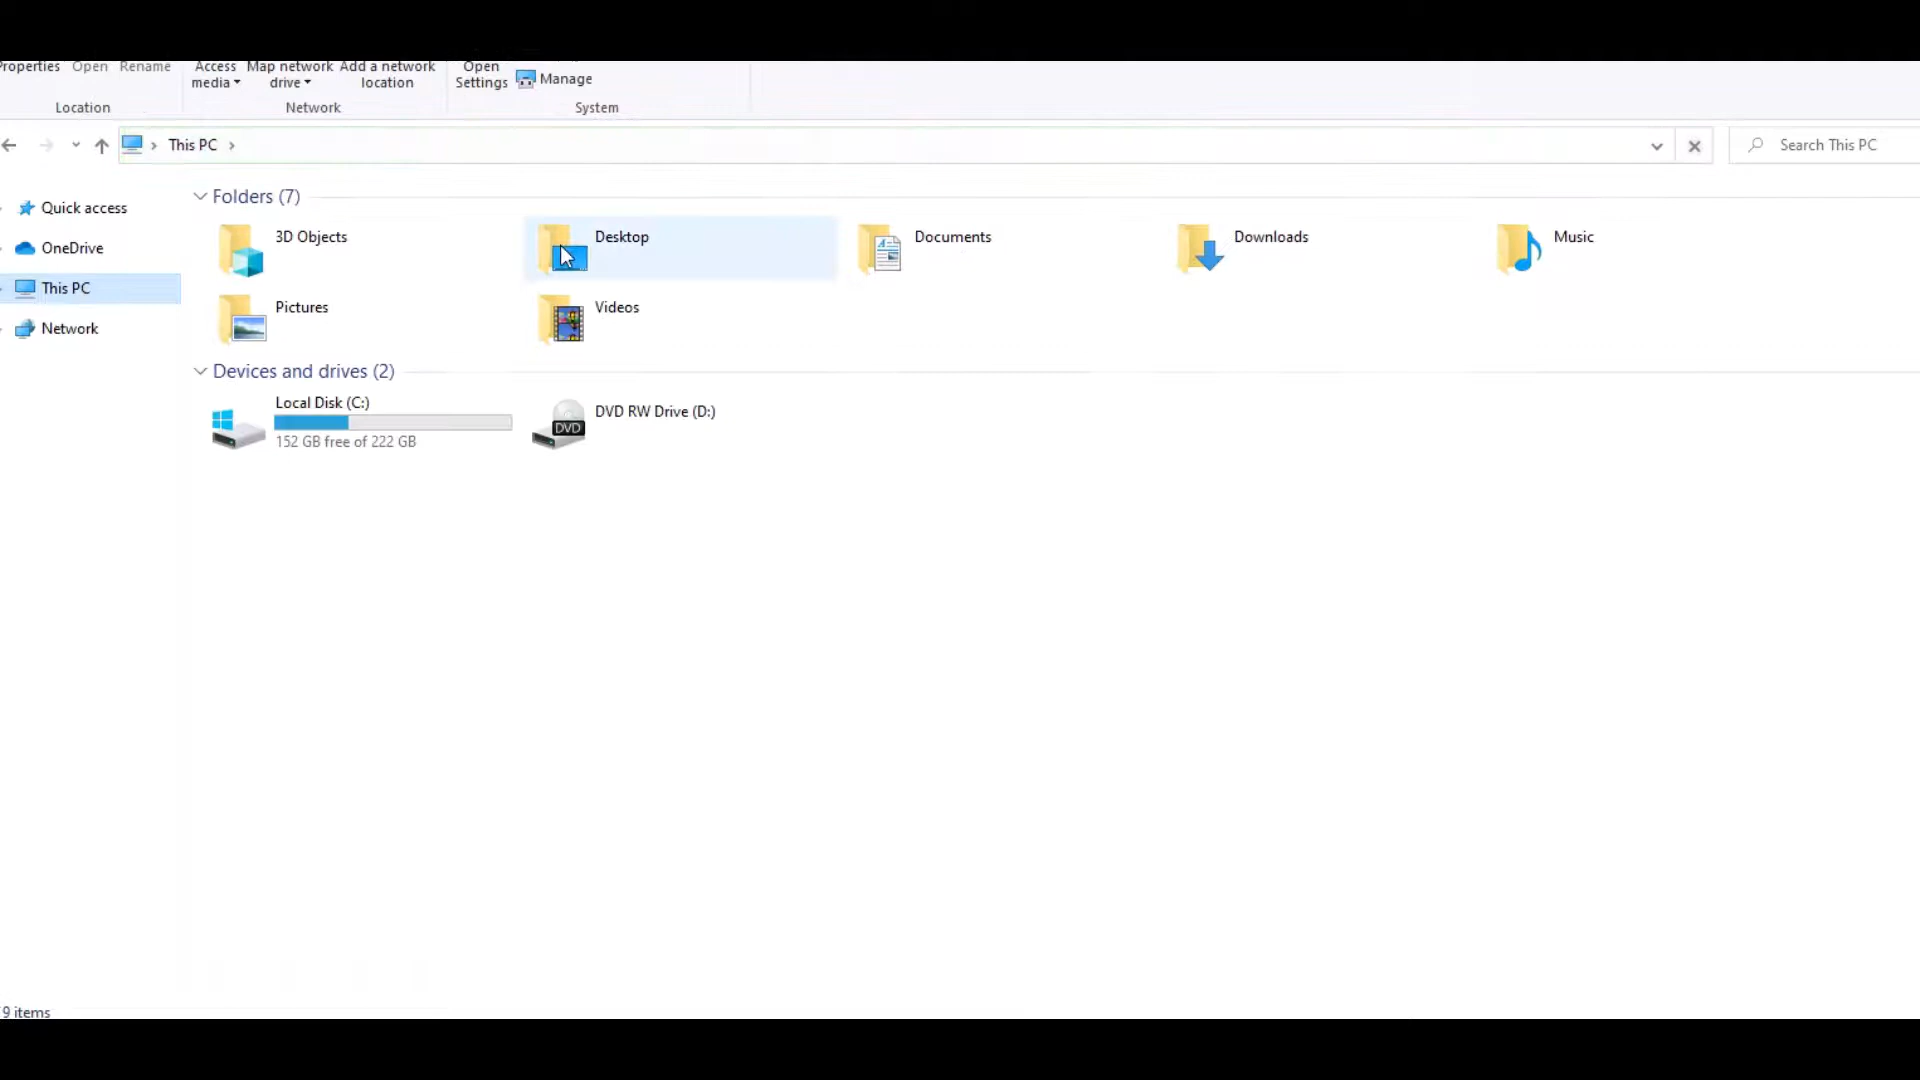 Properties Open Rename Access media Map network drive Add a network location Open Settings Manage
Location Network System
This PC
Search This PC
Quick access
OneDrive
This PC
Network
Folders (7)
3D Objects Desktop Documents Downloads Music
Pictures Videos
Devices and drives (2)
Local Disk (C:)
152 GB free of 222 GB
DVD RW Drive (D:)
DVD
9 items